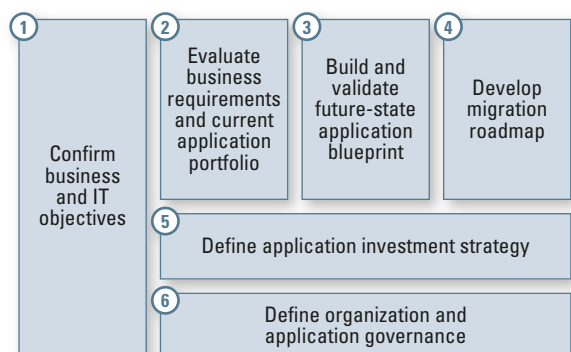 1
Confirm
business
and IT
objectives
2
Evaluate
business
requirements
and current
application
portfolio
3
Build and
validate
future-state
application
blueprint
4
Develop
migration
roadmap
5
Define application investment strategy
6
Define organization and
application governance